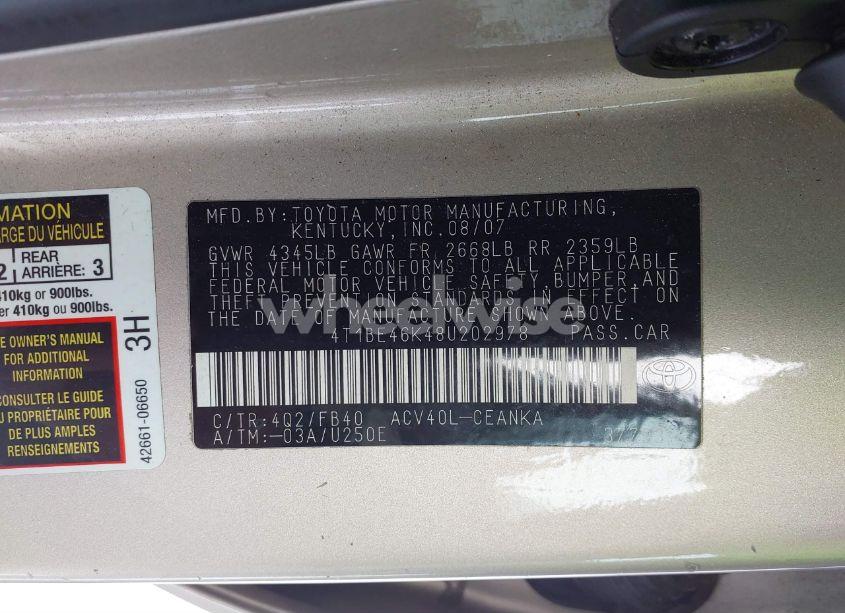 MATION
ARGE DU VÉHICULE
2 REAR ARRIÈRE: 3
410kg or 900lbs.
er 410kg ou 900lbs.
E OWNER'S MANUAL
FOR ADDITIONAL
INFORMATION
CONSULTER LE GUIDE
U PROPRIÉTAIRE POUR
DE PLUS AMPLES
RENSEIGNEMENTS
3H
42661-06650
MFD.BY:TOYOTA MOTOR MANUFACTURING,
KENTUCKY, INC.08/07
GVWR 4345LB GAWR FR 2668LB RR 2359LB
THIS VEHICLE CONFORMS TO ALL APPLICABLE
FEDERAL MOTOR VEHICLE SAFETY, BUMPER,AND
THEFT PREVENTION STANDARDS IN EFFECT ON
THE DATE OF MANUFACTURE SHOWN ABOVE.
4T1BE46K48U202978 PASS.CAR
C/TR:4Q2/FB40 ACV40L-CEANKA
A/TM:-03A/U250E
wheelwise